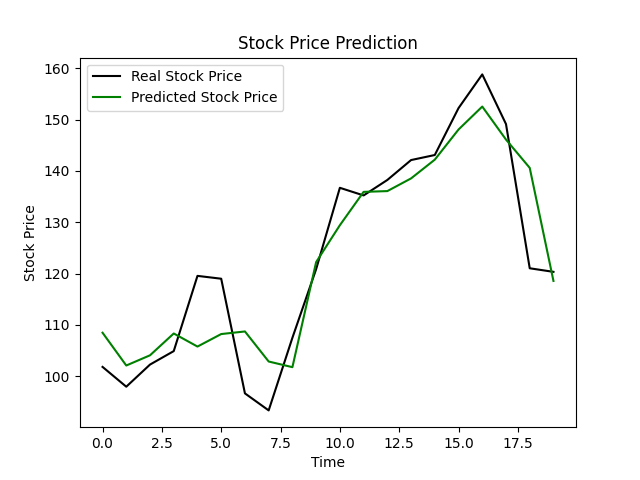 Stock Price Prediction
Real Stock Price
Predicted Stock Price
Stock Price
160
150
140
130
120
110
100
0.0 2.5 5.0 7.5 10.0 12.5 15.0 17.5
Time